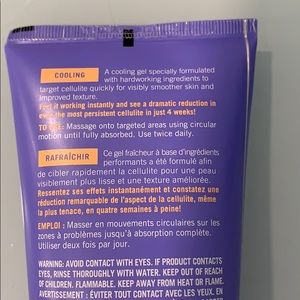 COOLING
A cooling gel specially formulated
with hardworking ingredients to
target cellulite quickly for visibly smoother skin and
improved texture.
Feel it working instantly and see a dramatic reduction in
even the most persistent cellulite in just 4 weeks!
TO USE: Massage onto targeted areas using circular
motion until fully absorbed. Use twice daily.
RAFRAÎCHIR
Ce gel fraîcheur à base d'ingrédients
performants a été formulé afin
de cibler rapidement la cellulite pour une peau
visiblement plus lisse et une texture améliorée.
Ressentez ses effets instantanément et constatez une
réduction remarquable de l'aspect de la cellulite, même
la plus tenace, en quatre semaines à peine!
EMPLOI : Masser en mouvements circulaires sur les
zones à problèmes jusqu'à absorption complète.
Utiliser deux fois par jour.
WARNING: AVOID CONTACT WITH EYES. IF PRODUCT CONTACTS
EYES, RINSE THOROUGHLY WITH WATER. KEEP OUT OF REACH
OF CHILDREN. FLAMMABLE. KEEP AWAY FROM HEAT OR FLAME.
AVERTISSEMENT : ÉVITER TOUT CONTACT AVEC LES YEUX. EN